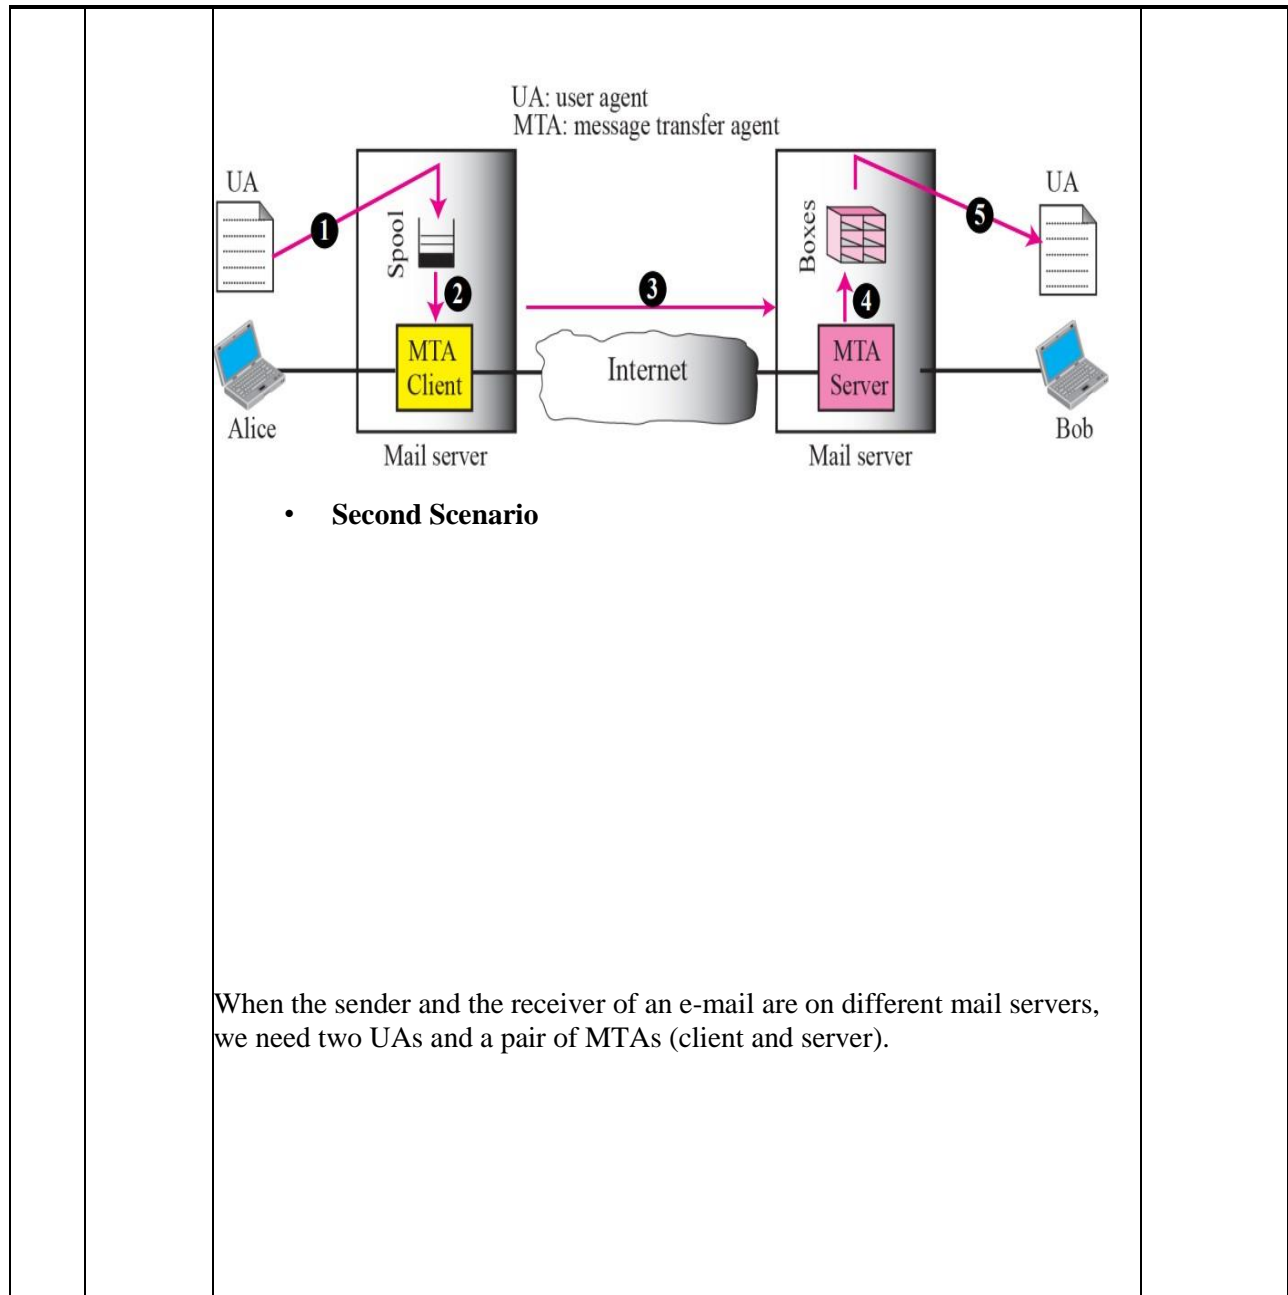 UA: user agent
MTA: message transfer agent
UA
UA
1
Spool
2
3
Boxes
4
5
MTA
Client
Internet
MTA
Server
Alice
Bob
Mail server
Mail server
• Second Scenario
When the sender and the receiver of an e-mail are on different mail servers,
we need two UAs and a pair of MTAs (client and server).